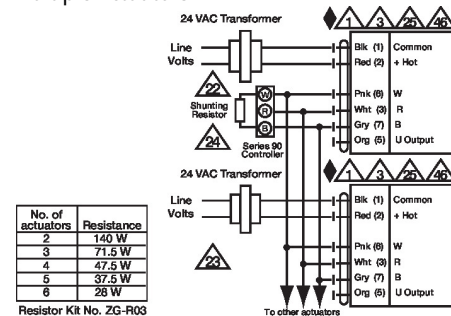 24 VAC Transformer
1 3 25 46
Line
Volts
Blk (1) Common
Red (2) + Hot
22
Pnk (6) W
Wht (3) R
Gry (7) B
Org (5) U Output
Shunting
Resistor
W
R
B
24
Series 90
Controller
24 VAC Transformer
1 3 25 46
Line
Volts
Blk (1) Common
Red (2) + Hot
23
Pnk (6) W
Wht (3) R
Gry (7) B
Org (5) U Output
To other actuators
No. of
actuators Resistance
2 140 W
3 71.5 W
4 47.5 W
5 37.5 W
6 28 W
Resistor Kit No. ZG-R03